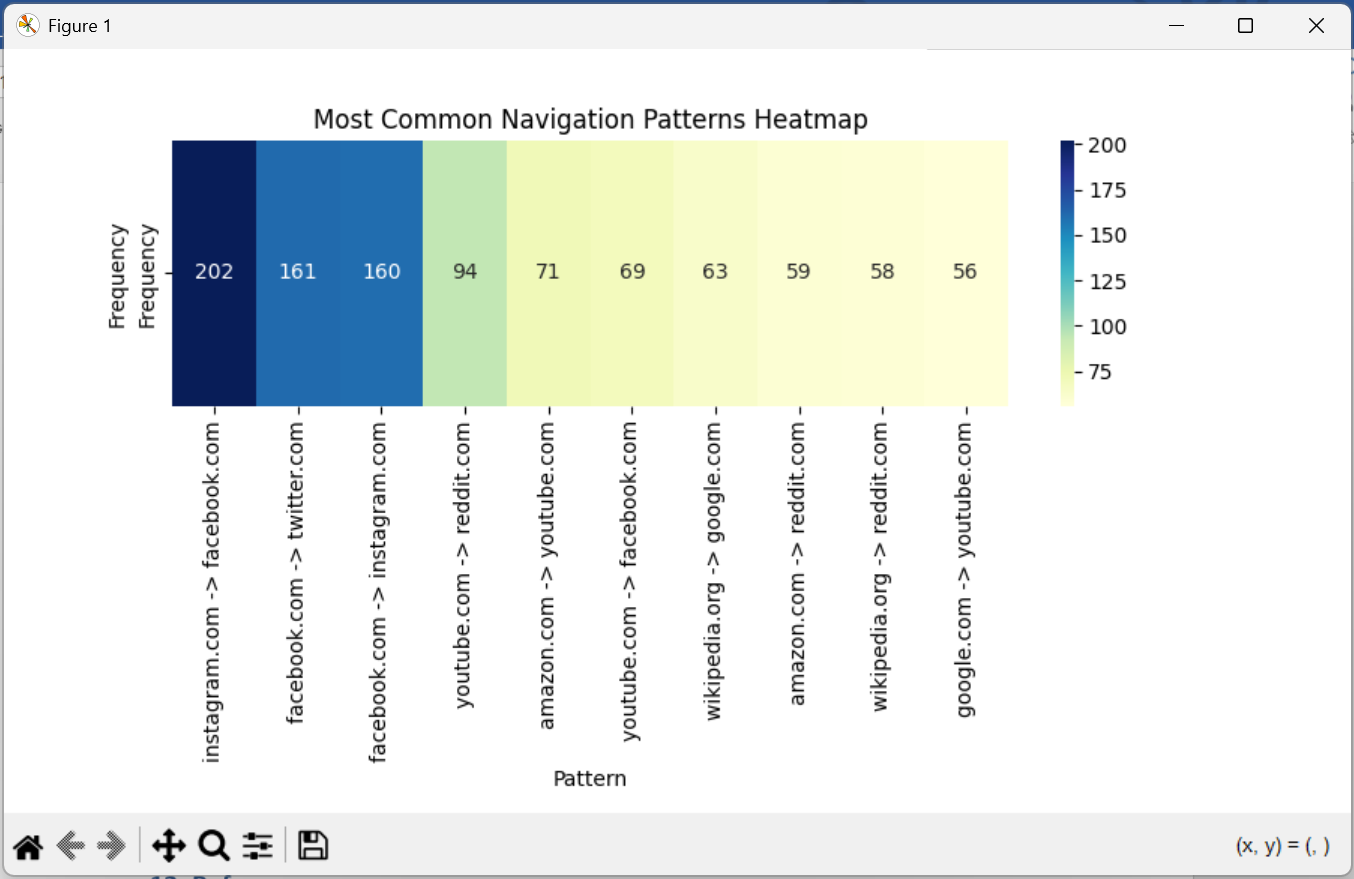 Figure 1
Most Common Navigation Patterns Heatmap
Frequency
Frequency
202 161 160 94 71 69 63 59 58 56
200
175
150
125
100
75
instagram.com -> facebook.com
facebook.com -> twitter.com
facebook.com -> instagram.com
youtube.com -> reddit.com
amazon.com -> youtube.com
youtube.com -> facebook.com
wikipedia.org -> google.com
amazon.com -> reddit.com
wikipedia.org -> reddit.com
google.com -> youtube.com
Pattern
(x, y) = (, )